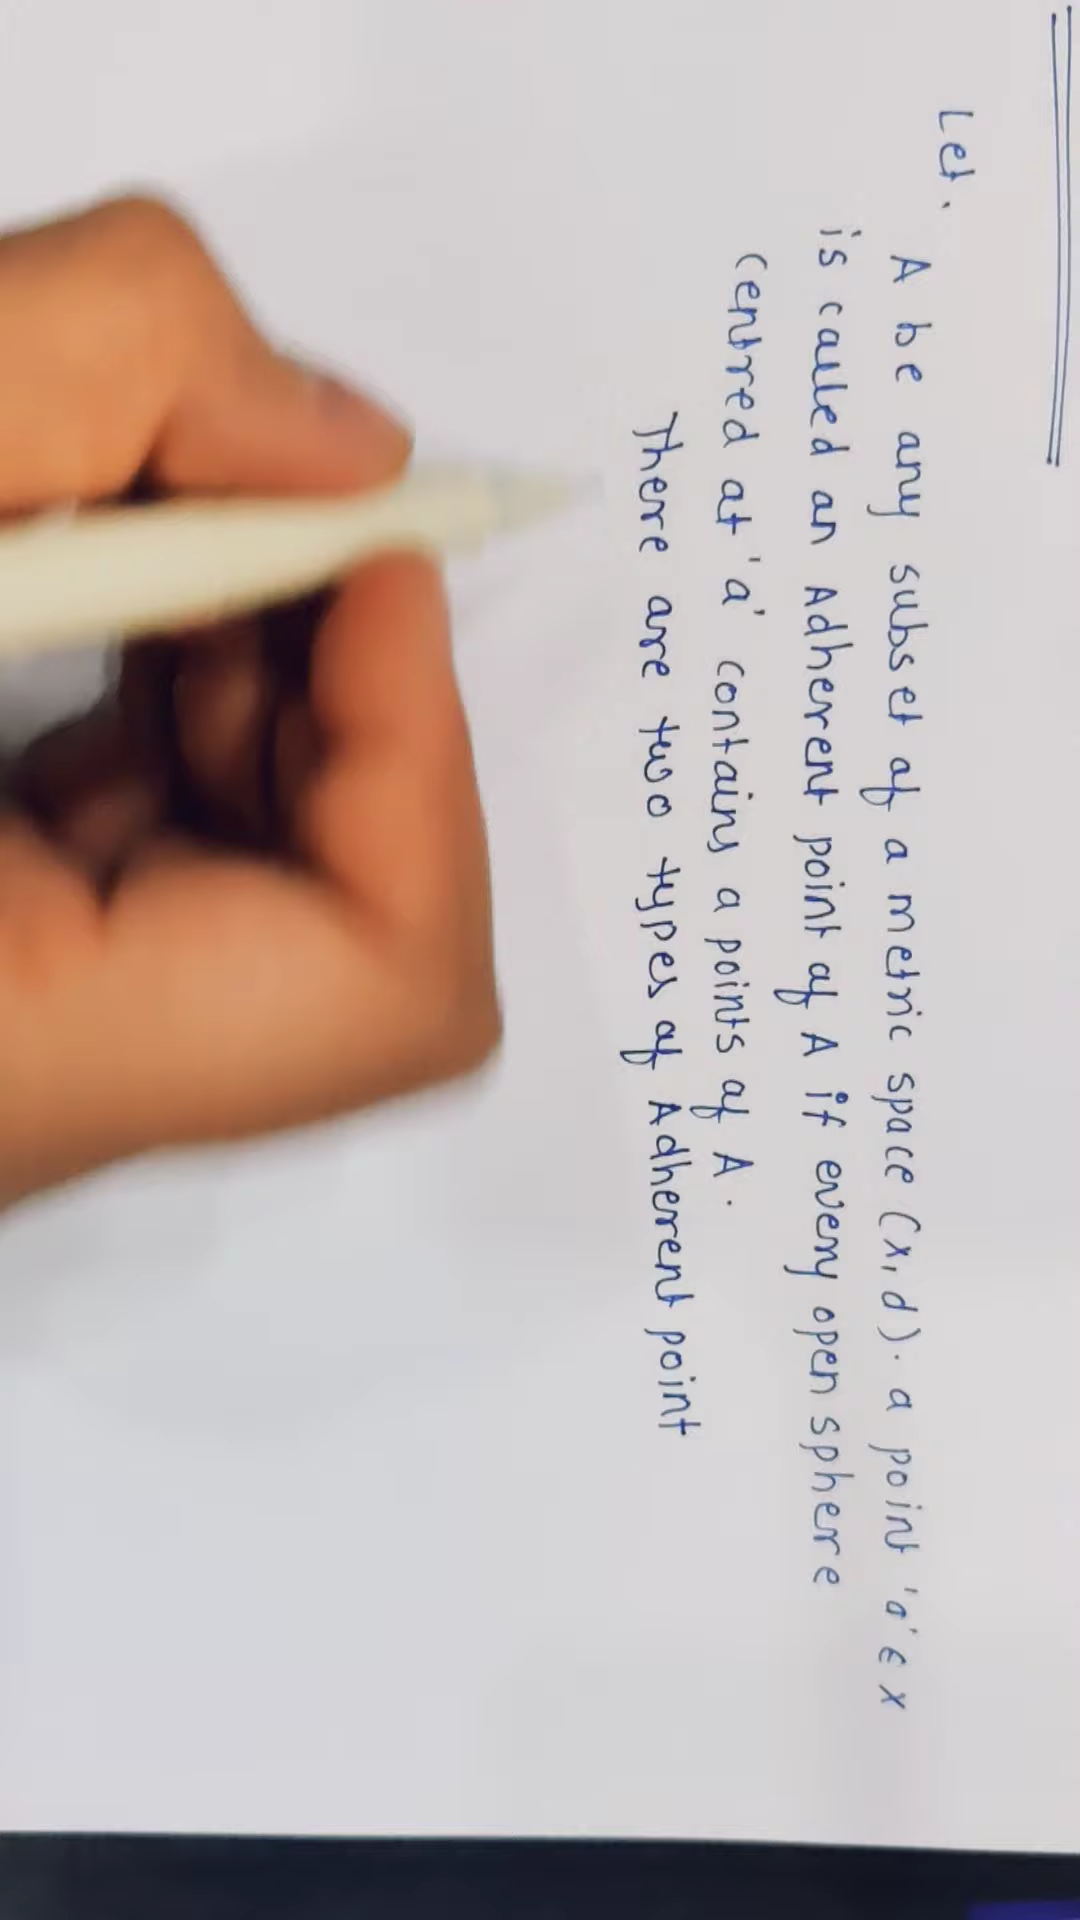 Let.
A be any subset of a metric space (x, d). a point 'a' ∈ x
is called an Adherent point of A if every open sphere
centred at 'a' contains a points of A.
There are two types of Adherent point